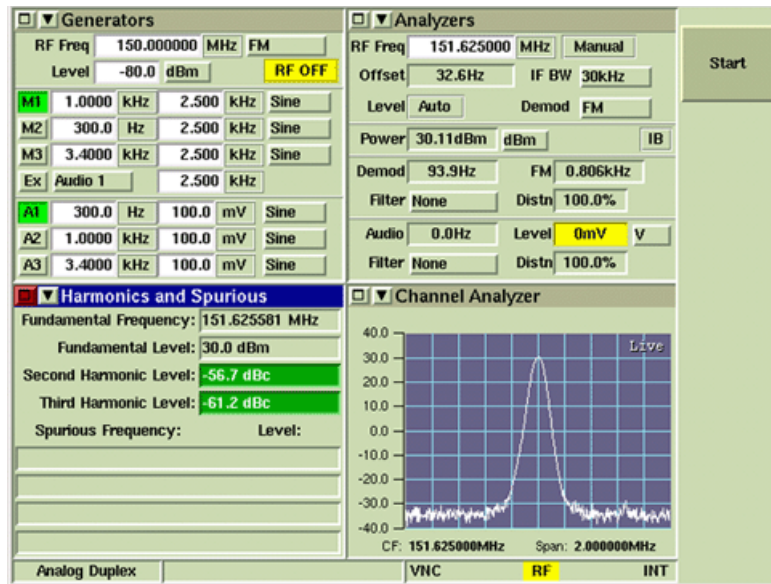 Generators
RF Freq 150.000000 MHz FM
Level -80.0 dBm RF OFF
M1 1.0000 kHz 2.500 kHz Sine
M2 300.0 Hz 2.500 kHz Sine
M3 3.4000 kHz 2.500 kHz Sine
Ex Audio 1 2.500 kHz
A1 300.0 Hz 100.0 mV Sine
A2 1.0000 kHz 100.0 mV Sine
A3 3.4000 kHz 100.0 mV Sine
Analyzers
RF Freq 151.625000 MHz Manual
Offset 32.6Hz IF BW 30kHz
Level Auto Demod FM
Power 30.11dBm dBm IB
Demod 93.9Hz FM 0.806kHz
Filter None Distn 100.0%
Audio 0.0Hz Level 0mV V
Filter None Distn 100.0%
Start
Harmonics and Spurious
Fundamental Frequency: 151.625581 MHz
Fundamental Level: 30.0 dBm
Second Harmonic Level: -56.7 dBc
Third Harmonic Level: -61.2 dBc
Spurious Frequency: Level:
Channel Analyzer
Live
40.0
30.0
20.0
10.0
0.0
-10.0
-20.0
-30.0
-40.0
CF: 151.625000MHz Span: 2.000000MHz
Analog Duplex VNC RF INT